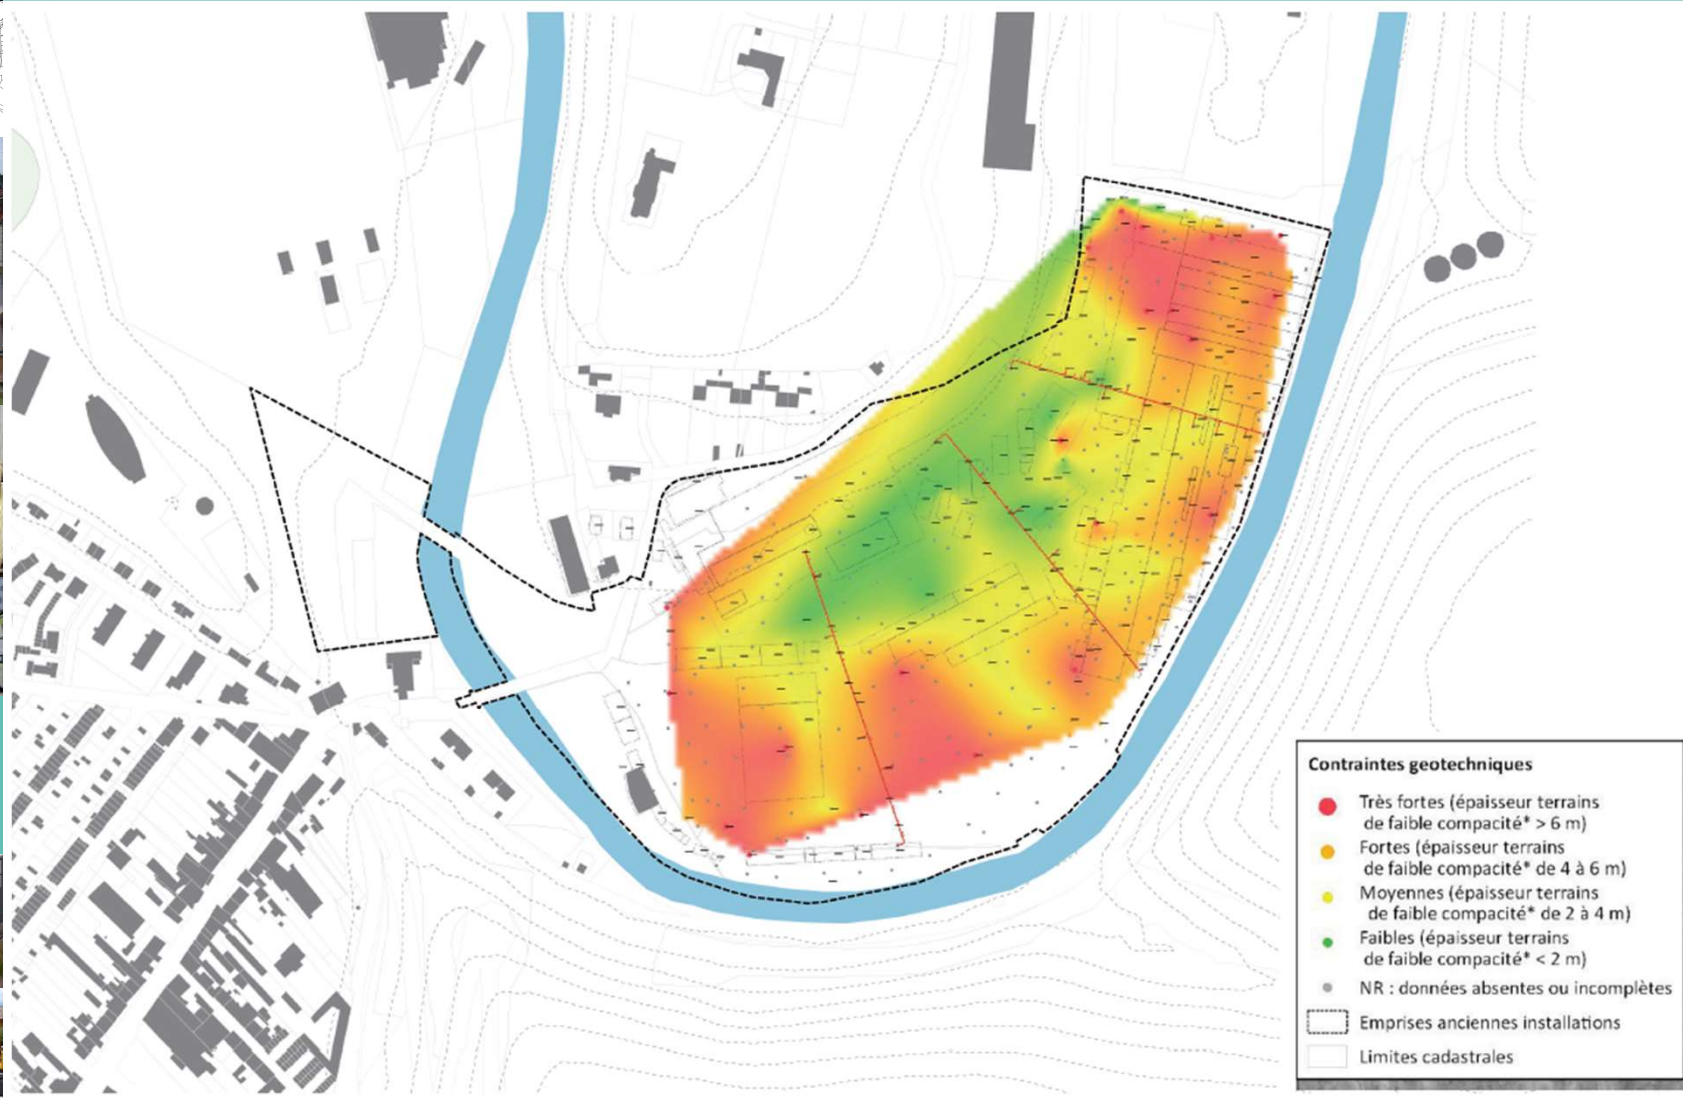 Contraintes geotechniques
Très fortes (épaisseur terrains
de faible compacité* > 6 m)
Fortes (épaisseur terrains
de faible compacité* de 4 à 6 m)
Moyennes (épaisseur terrains
de faible compacité* de 2 à 4 m)
Faibles (épaisseur terrains
de faible compacité* < 2 m)
NR : données absentes ou incomplètes
Emprises anciennes installations
Limites cadastrales